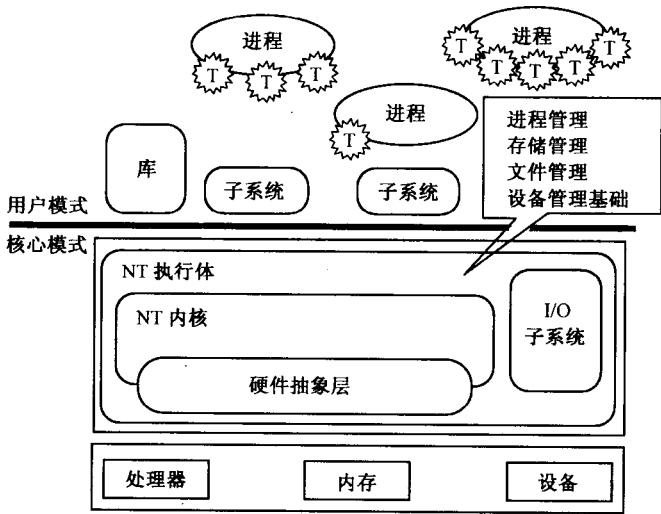 进程
T
T
T
进程
T
T
T
T
T
进程
T
进程管理
存储管理
文件管理
设备管理基础
库
子系统
子系统
用户模式
核心模式
NT 执行体
NT 内核
I/O
子系统
硬件抽象层
处理器
内存
设备